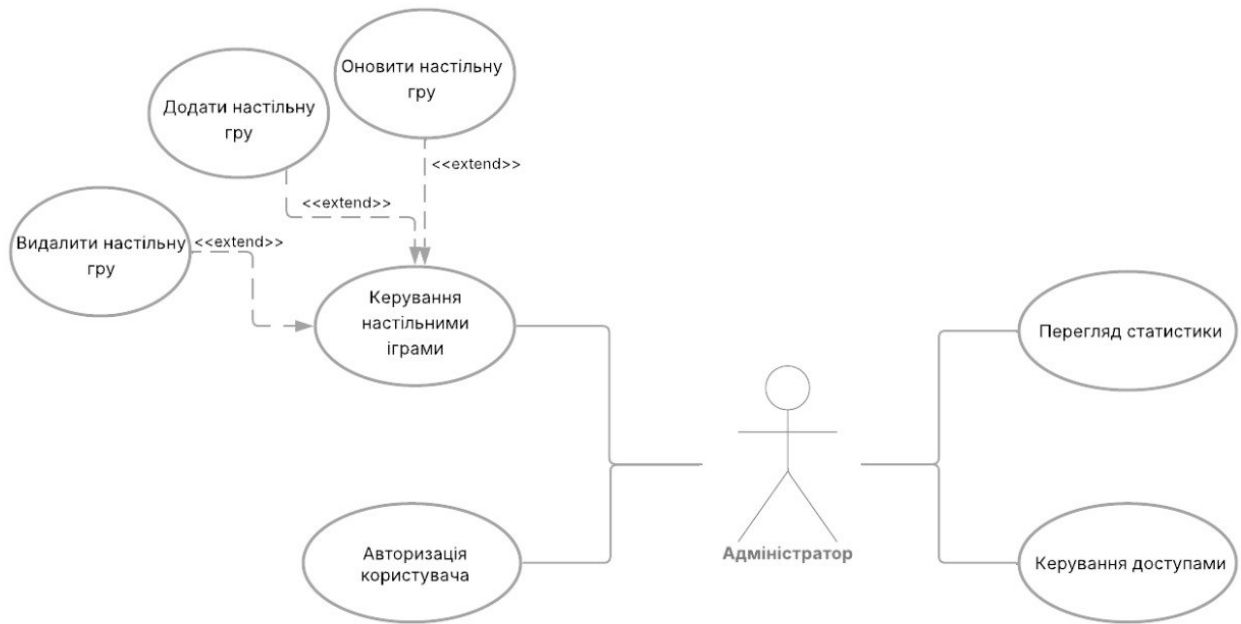 Оновити настільну
гру
Додати настільну
гру
<<extend>>
<<extend>>
Видалити настільну
гру
<<extend>>
Керування
настільними
іграми
Перегляд статистики
Адміністратор
Авторизація
користувача
Керування доступами